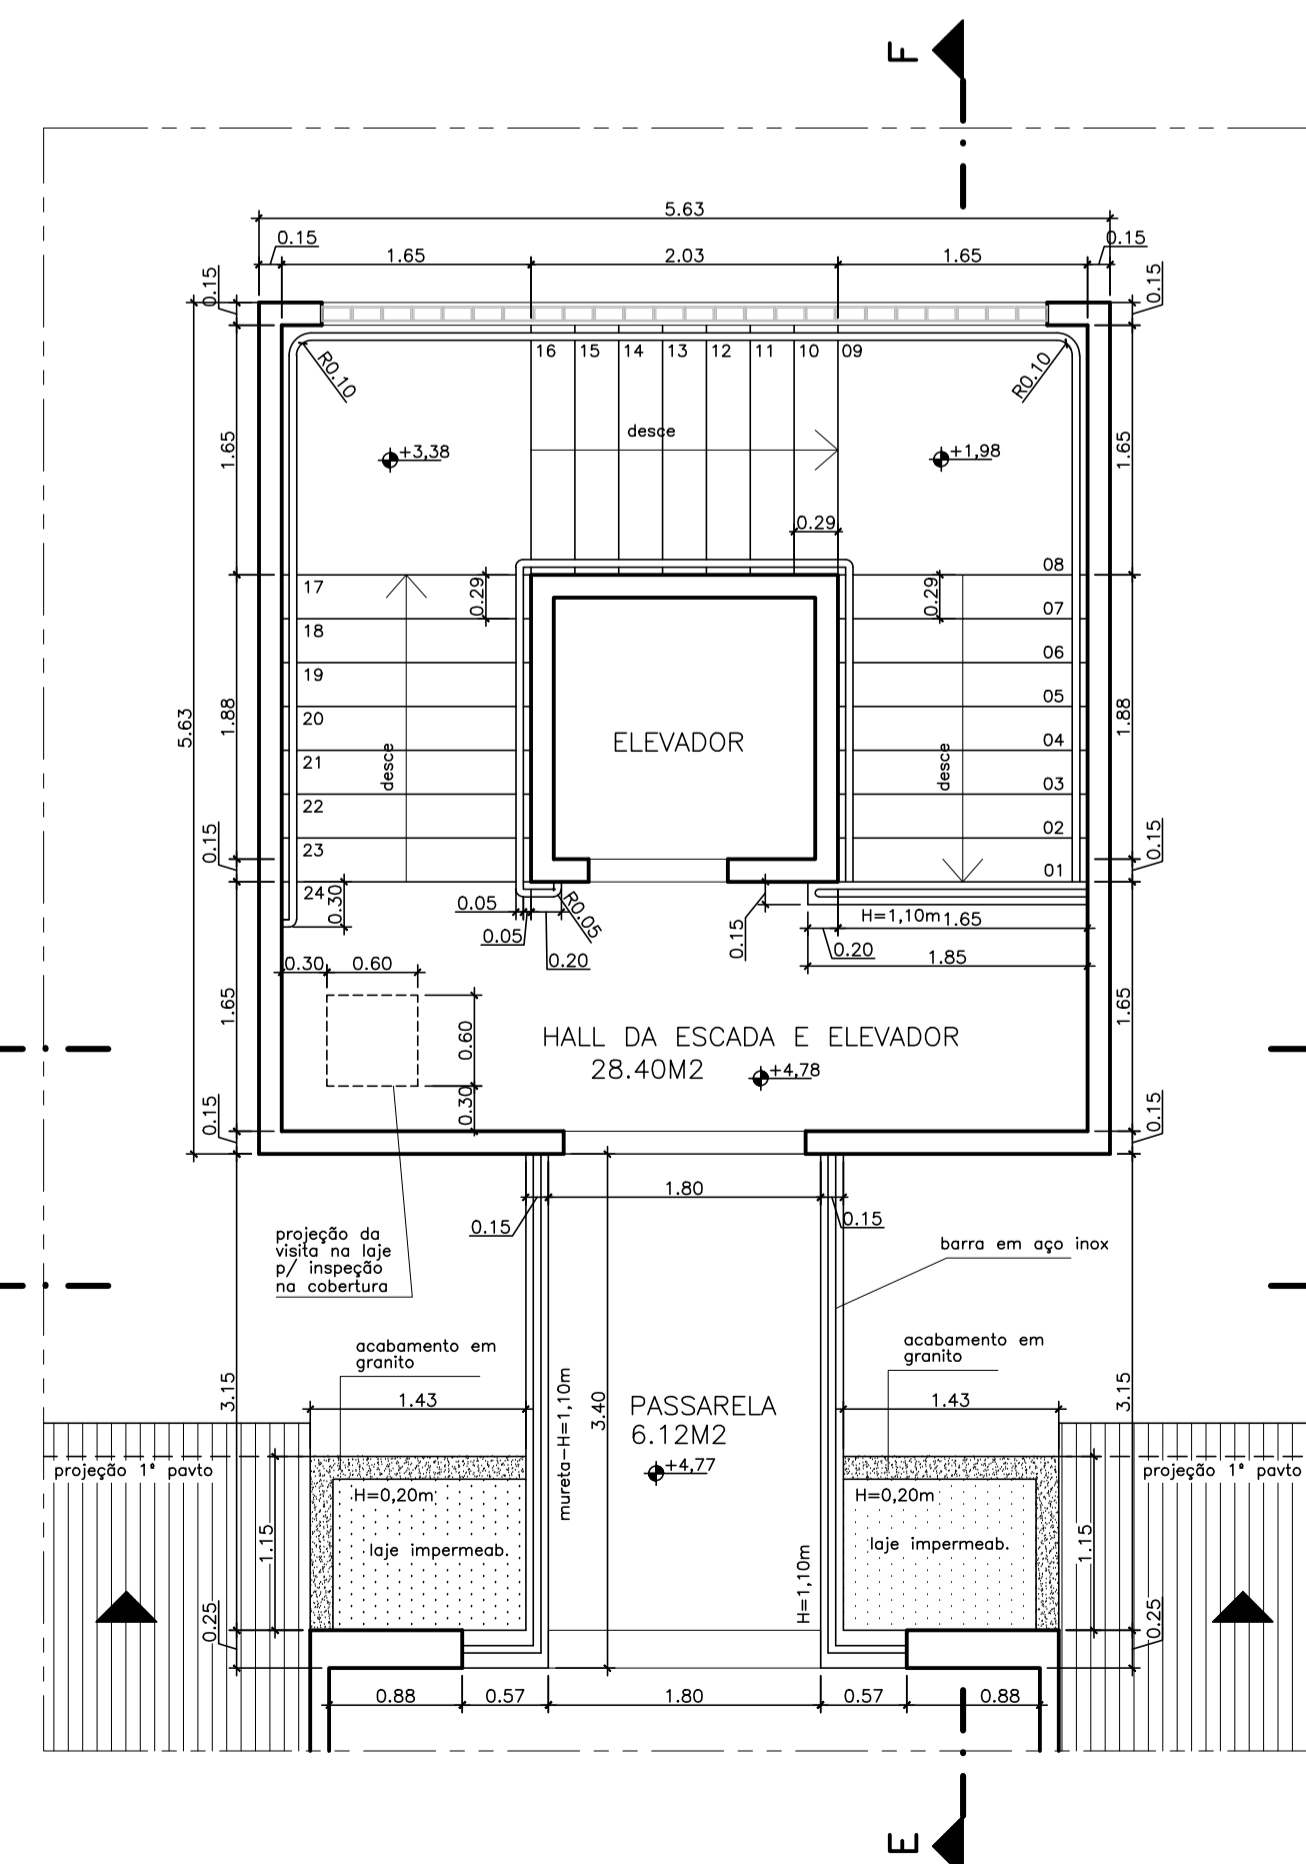 F
5.63
0.15
1.65
2.03
1.65
0.15
0.15
0.15
16
15
14
13
12
11
10
09
R0.10
R0.10
desce
+3,38
+1,98
1.65
1.65
0.29
08
17
0.29
0.29
07
18
06
19
05
20
04
21
03
22
02
23
01
24
5.63
1.88
1.88
desce
desce
ELEVADOR
0.15
0.15
0.30
0.05
0.05
R0.05
0.20
0.15
H=1,10m
1.65
0.20
1.85
0.30
0.60
1.65
0.60
0.30
1.65
HALL DA ESCADA E ELEVADOR
28.40M2
+4,78
0.15
0.15
1.80
0.15
0.15
projeção da
visita na laje
p/ inspeção
na cobertura
barra em aço inox
acabamento em
granito
acabamento em
granito
3.15
1.43
mureta-H=1,10m
3.40
PASSARELA
6.12M2
+4,77
1.43
3.15
projeção 1° pavto
projeção 1° pavto
H=0,20m
H=0,20m
1.15
laje impermeab.
laje impermeab.
1.15
H=1,10m
0.25
0.25
0.88
0.57
1.80
0.57
0.88
E